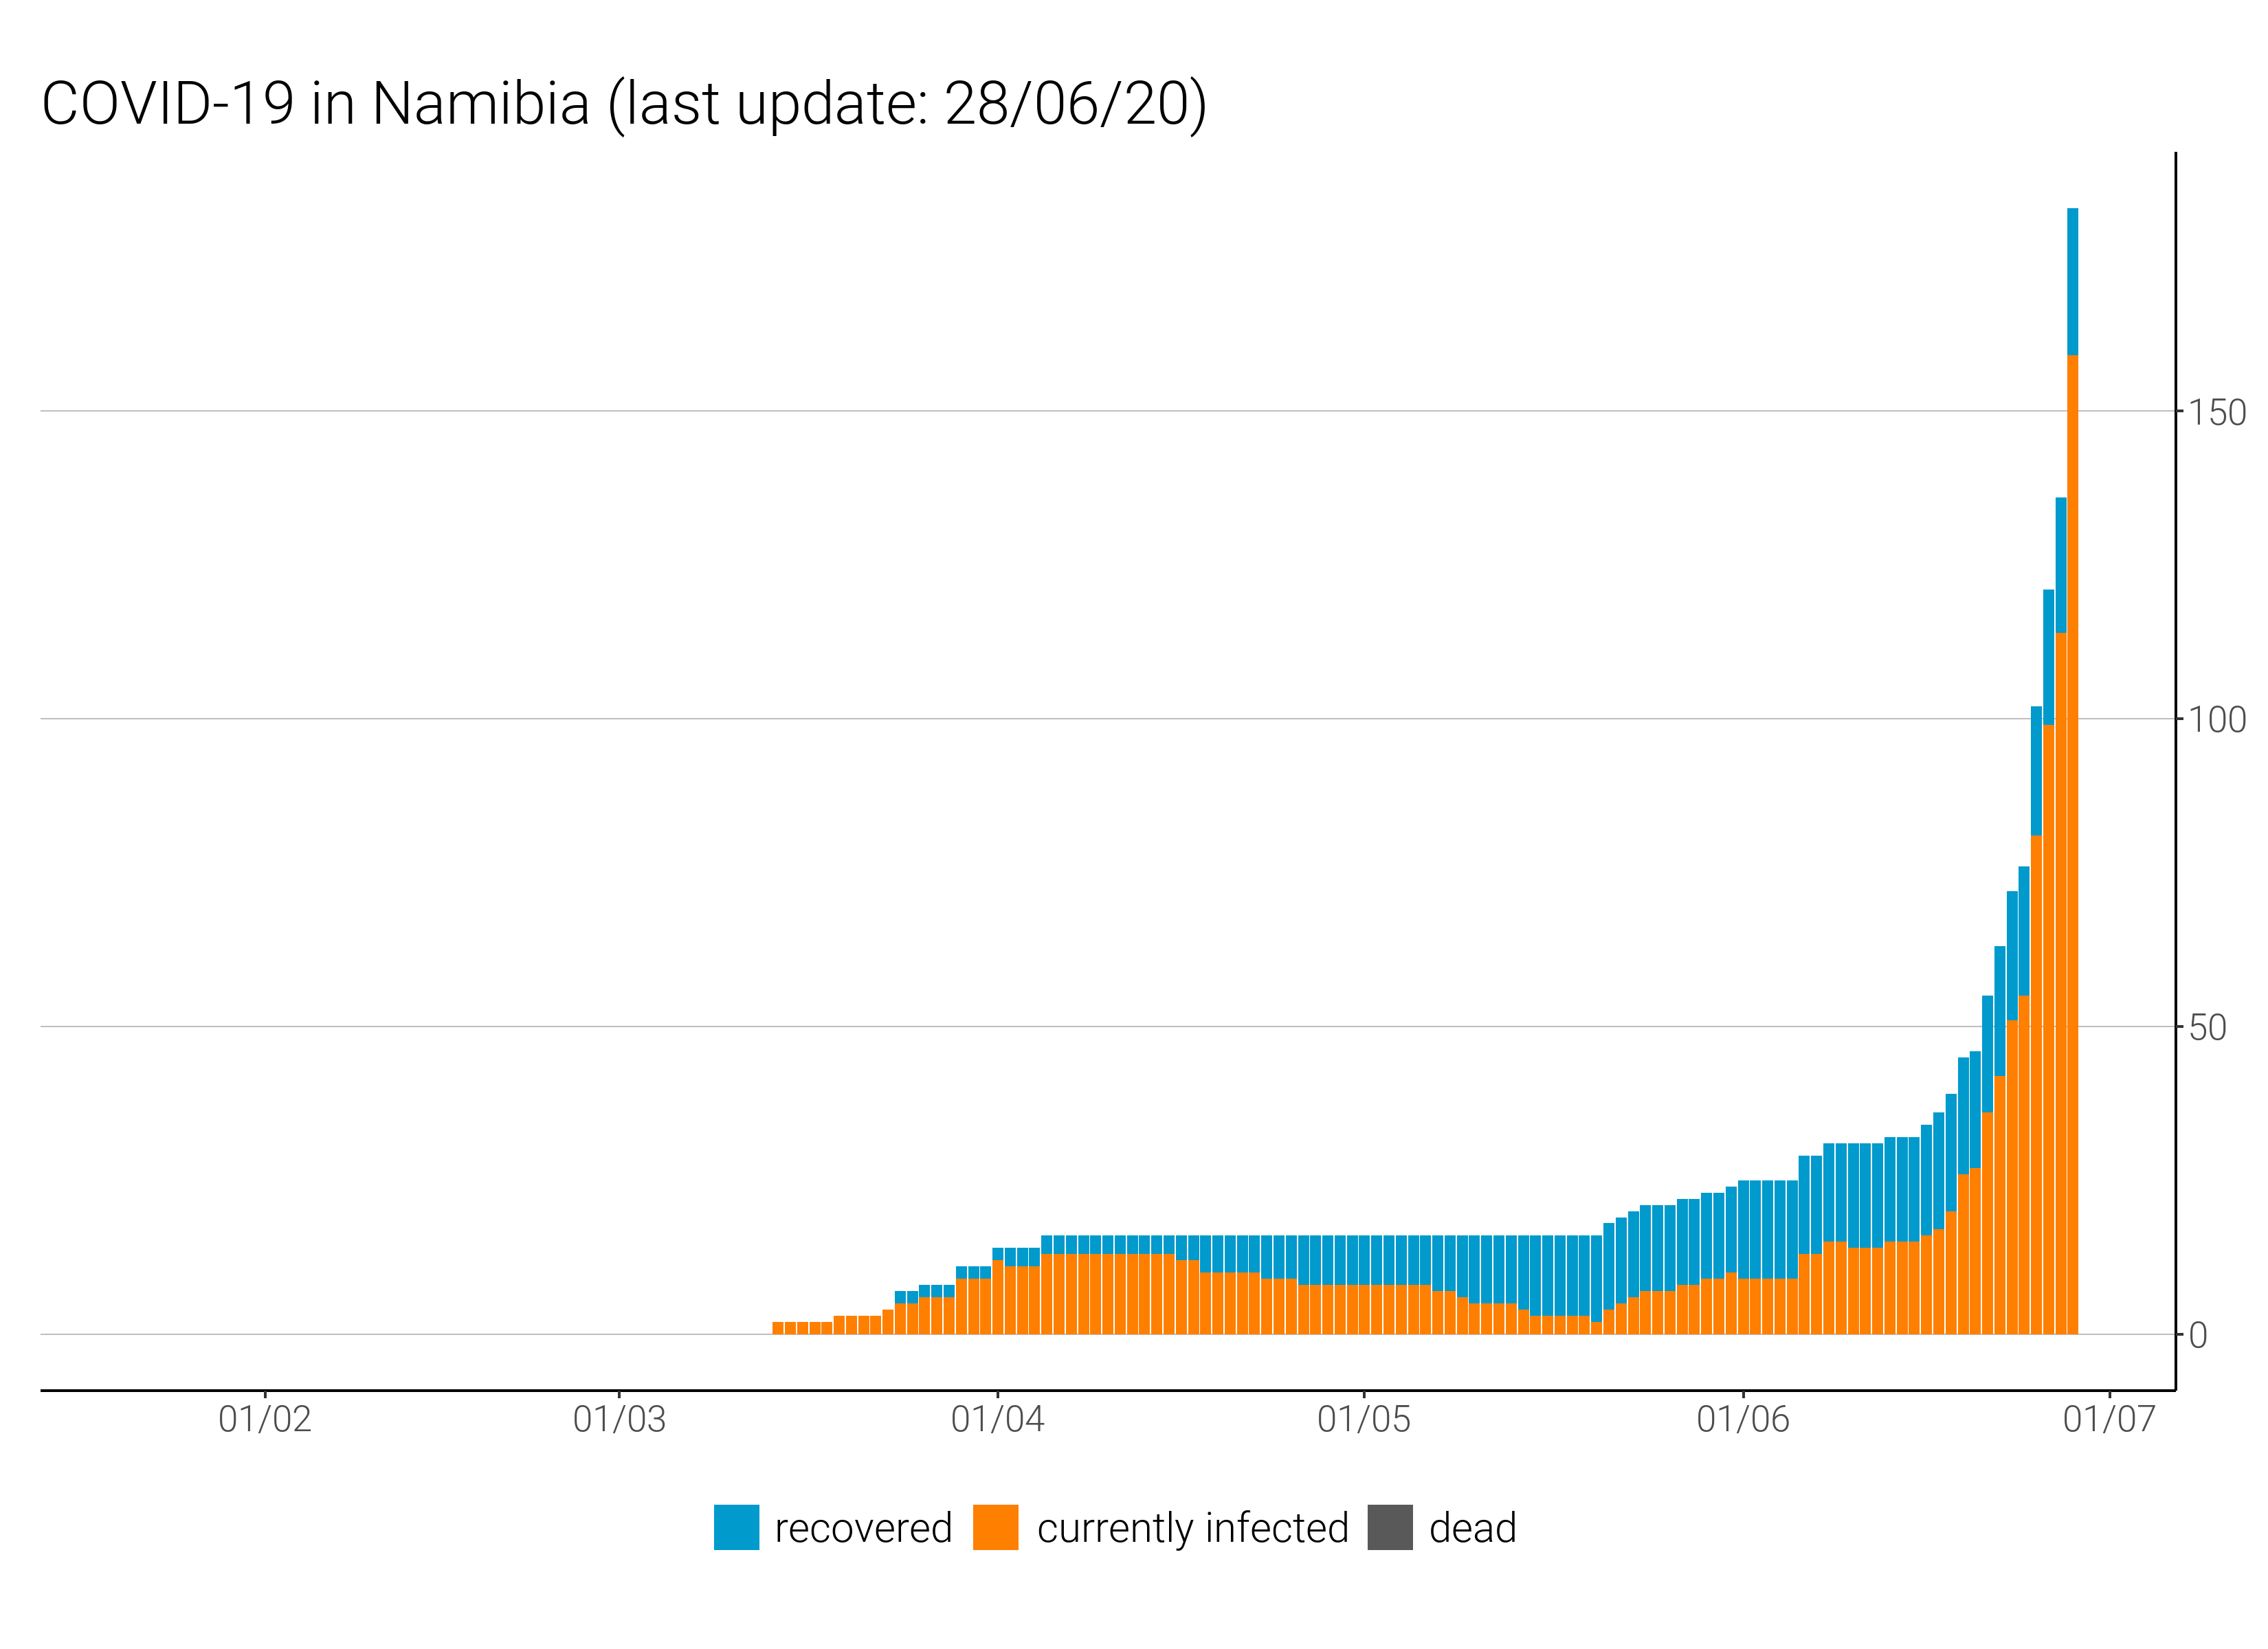 COVID-19 in Namibia (last update: 28/06/20)
150
100
50
0
01/02 01/03 01/04 01/05 01/06 01/07
recovered currently infected dead